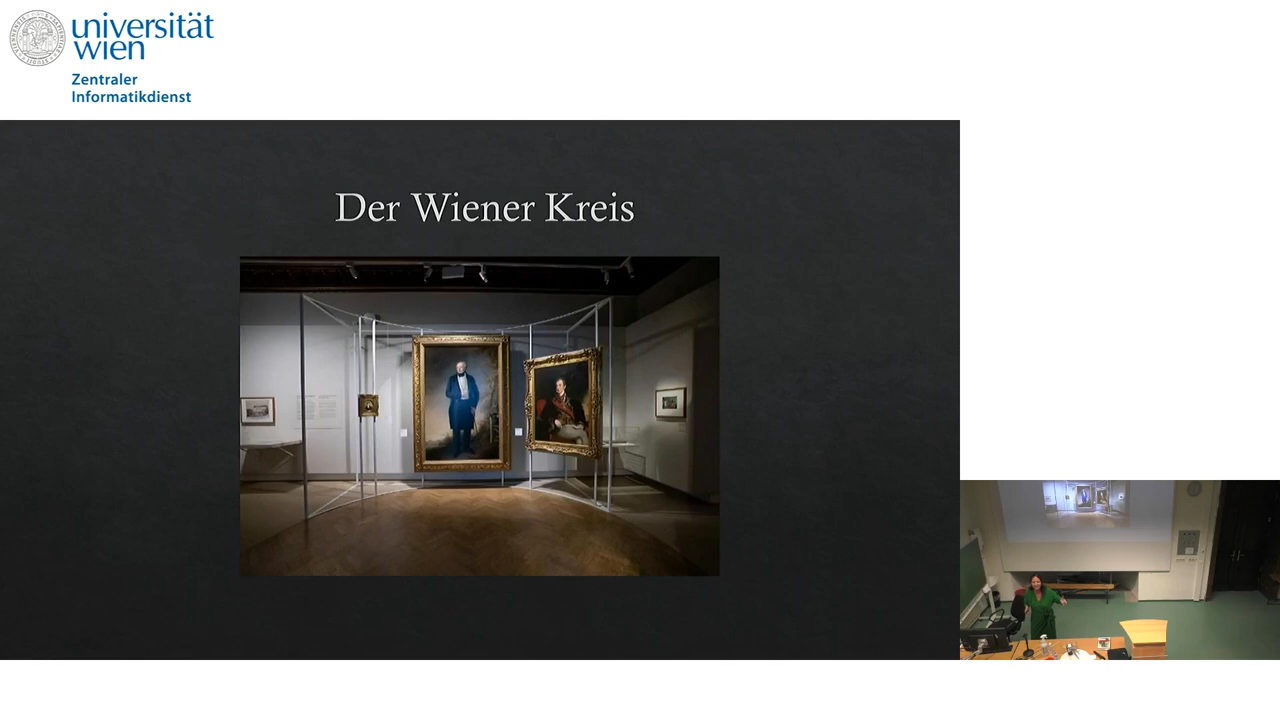 universität
wien
Zentraler
Informatikdienst
Der Wiener Kreis